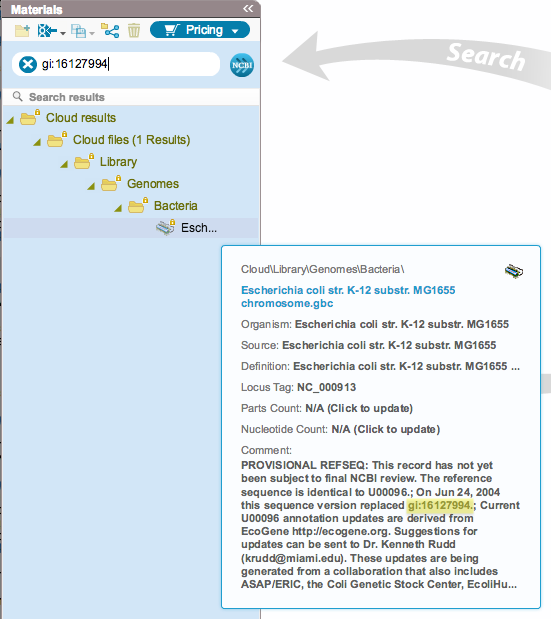 Materials
«
Pricing
Search
gi:16127994
NCBI
Search results
Cloud results
Cloud files (1 Results)
Library
Genomes
Bacteria
Esch...
Cloud\Library\Genomes\Bacteria\
Escherichia coli str. K-12 substr. MG1655
chromosome.gbc
Organism: Escherichia coli str. K-12 substr. MG1655
Source: Escherichia coli str. K-12 substr. MG1655
Definition: Escherichia coli str. K-12 substr. MG1655 ...
Locus Tag: NC_000913
Parts Count: N/A (Click to update)
Nucleotide Count: N/A (Click to update)
Comment:
PROVISIONAL REFSEQ: This record has not yet
been subject to final NCBI review. The reference
sequence is identical to U00096.; On Jun 24, 2004
this sequence version replaced gi:16127994.; Current
U00096 annotation updates are derived from
EcoGene http://ecogene.org. Suggestions for
updates can be sent to Dr. Kenneth Rudd
(krudd@miami.edu). These updates are being
generated from a collaboration that also includes
ASAP/ERIC, the Coli Genetic Stock Center, EcoliHu...